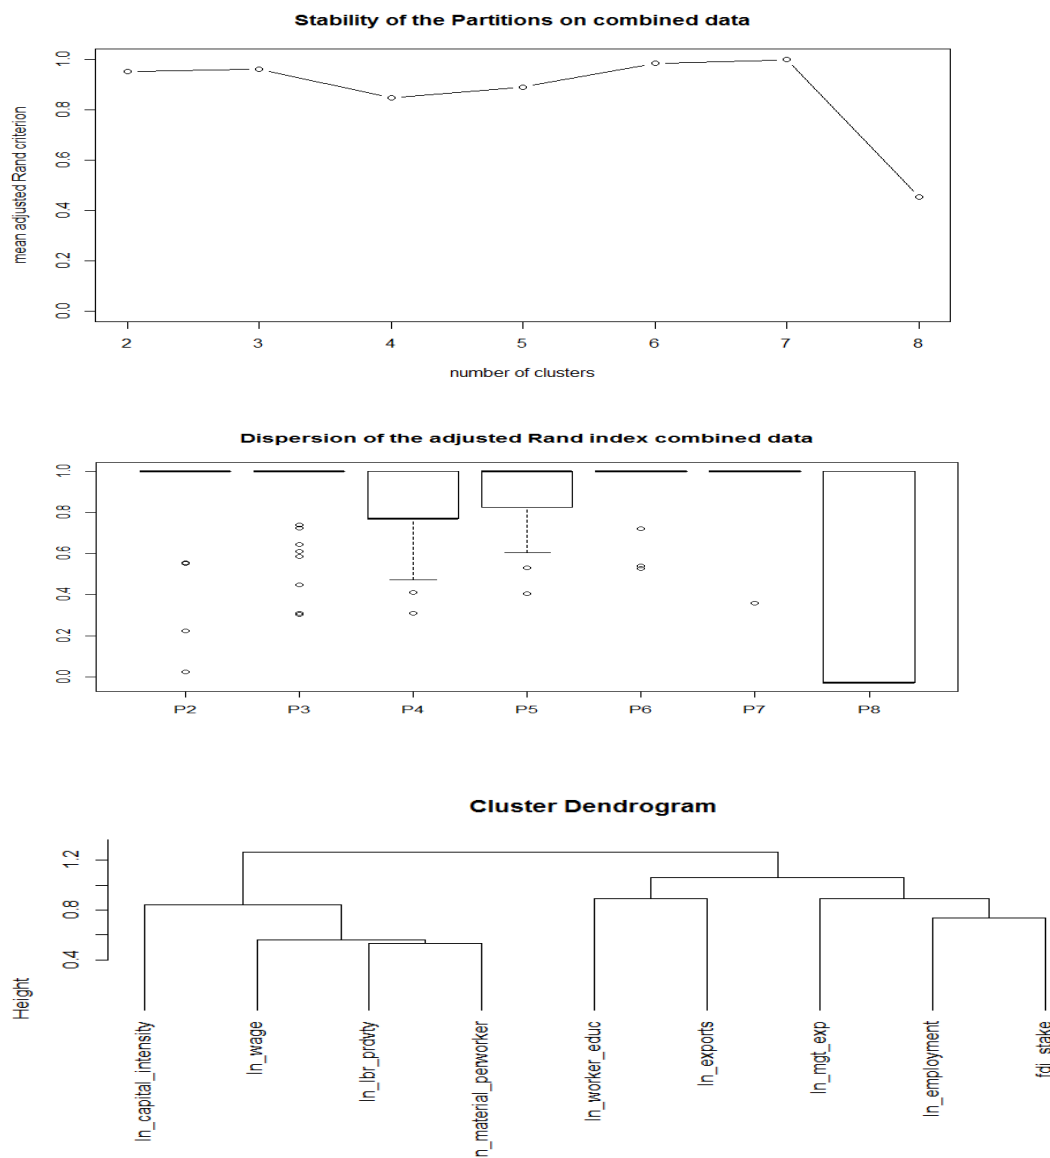 Stability of the Partitions on combined data
mean adjusted Rand criterion
1.0
0.8
0.6
0.4
0.2
0.0
2 3 4 5 6 7 8
number of clusters
Dispersion of the adjusted Rand index combined data
1.0
0.8
0.6
0.4
0.2
0.0
P2 P3 P4 P5 P6 P7 P8
Cluster Dendrogram
Height
1.2
0.8
0.4
ln_capital_intensity
ln_wage
ln_lbr_prdvty
n_material_perworker
ln_worker_educ
ln_exports
ln_mgt_exp
ln_employment
fdi_stake